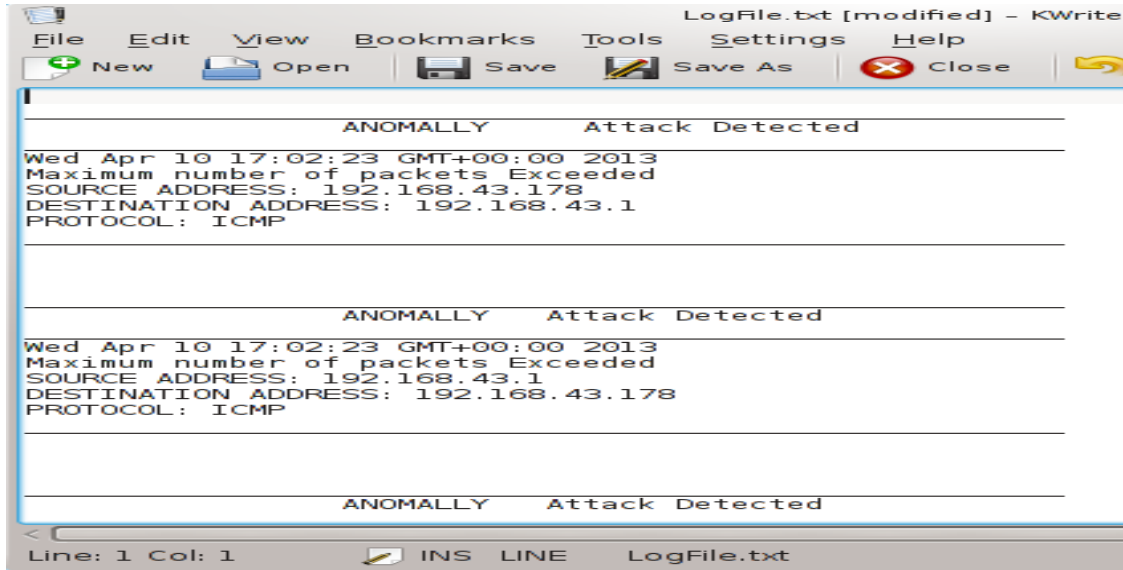 LogFile.txt [modified] – KWrite
File Edit View Bookmarks Tools Settings Help
New Open Save Save As Close
ANOMALLY Attack Detected
Wed Apr 10 17:02:23 GMT+00:00 2013
Maximum number of packets Exceeded
SOURCE ADDRESS: 192.168.43.178
DESTINATION ADDRESS: 192.168.43.1
PROTOCOL: ICMP
ANOMALLY Attack Detected
Wed Apr 10 17:02:23 GMT+00:00 2013
Maximum number of packets Exceeded
SOURCE ADDRESS: 192.168.43.1
DESTINATION ADDRESS: 192.168.43.178
PROTOCOL: ICMP
ANOMALLY Attack Detected
Line: 1 Col: 1 INS LINE LogFile.txt